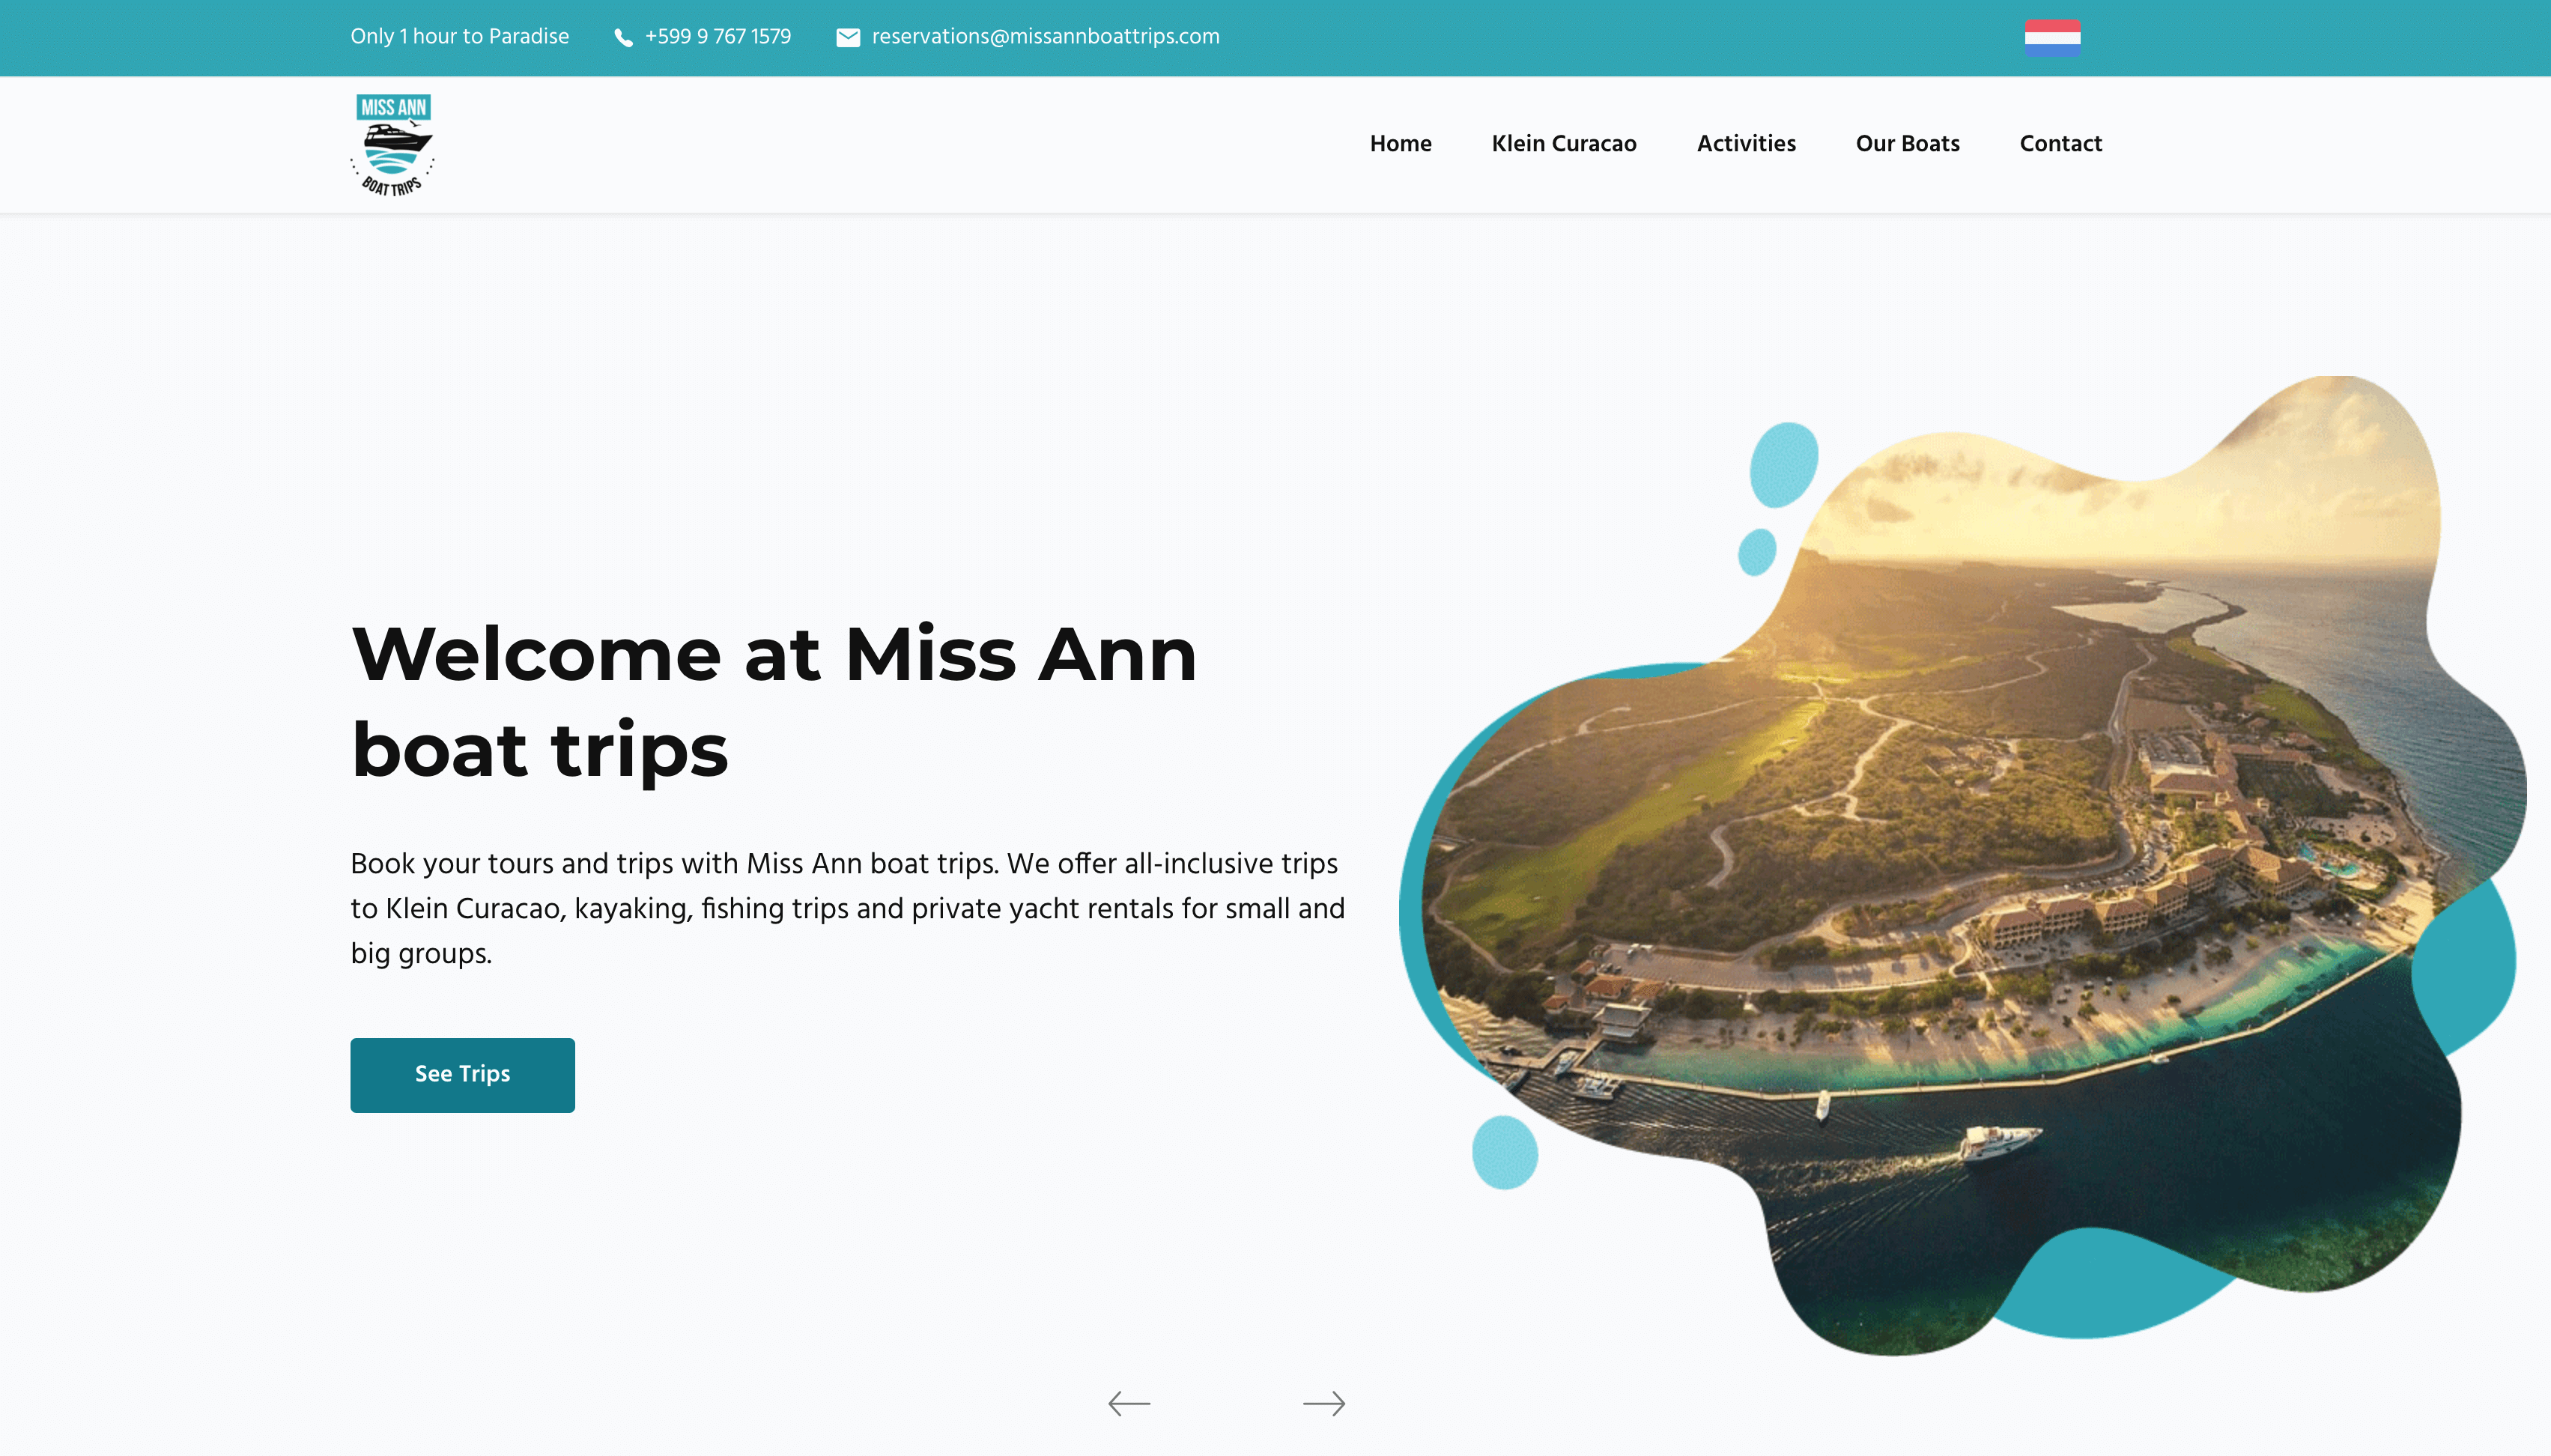 Only 1 hour to Paradise
+599 9 767 1579
reservations@missannboattrips.com
MISS ANN
BOAT TRIPS
Home
Klein Curacao
Activities
Our Boats
Contact
Welcome at Miss Ann
boat trips
Book your tours and trips with Miss Ann boat trips. We offer all-inclusive trips
to Klein Curacao, kayaking, fishing trips and private yacht rentals for small and
big groups.
See Trips